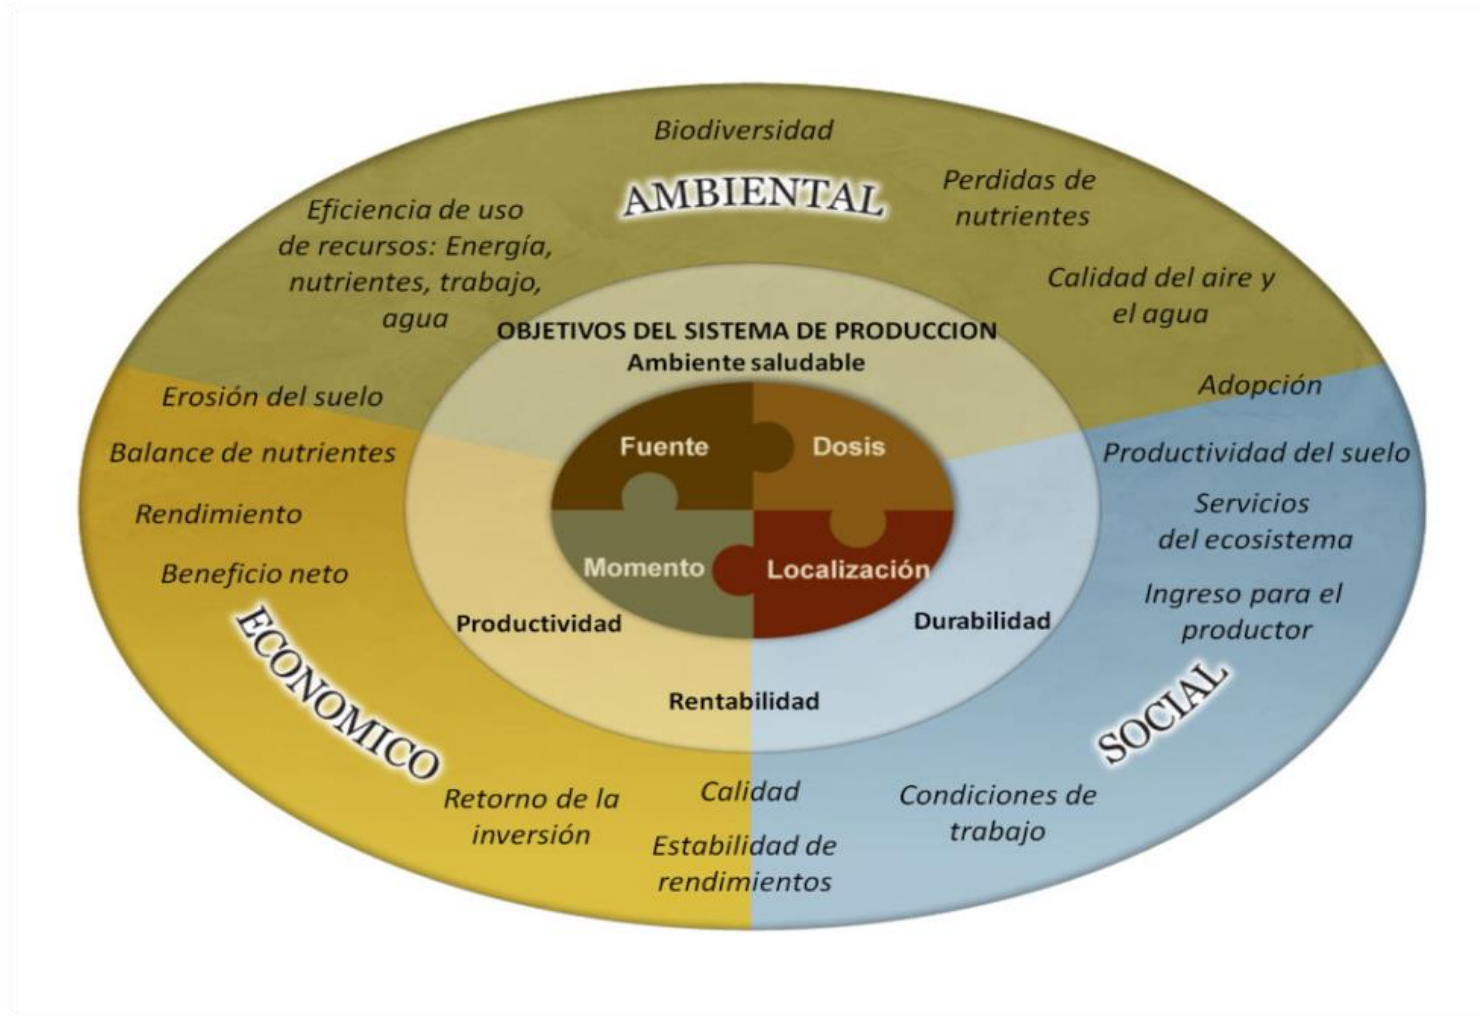 Biodiversidad
AMBIENTAL
Perdidas de
nutrientes
Eficiencia de uso
de recursos: Energía,
nutrientes, trabajo,
agua
Calidad del aire y
el agua
OBJETIVOS DEL SISTEMA DE PRODUCCION
Ambiente saludable
Erosión del suelo
Adopción
Balance de nutrientes
Fuente
Dosis
Productividad del suelo
Rendimiento
Servicios
del ecosistema
Beneficio neto
Momento
Localización
Ingreso para el
productor
Productividad
Durabilidad
ECONOMICO
Rentabilidad
SOCIAL
Retorno de la
inversión
Calidad
Condiciones de
trabajo
Estabilidad de
rendimientos